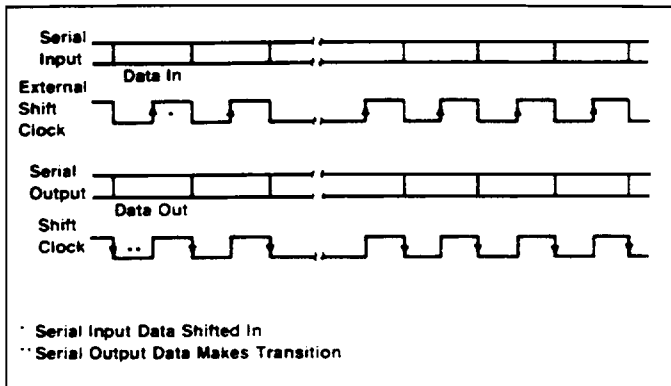 Serial
Input
Data In
External
Shift
Clock
Serial
Output
Data Out
Shift
Clock
· Serial Input Data Shifted In
·· Serial Output Data Makes Transition